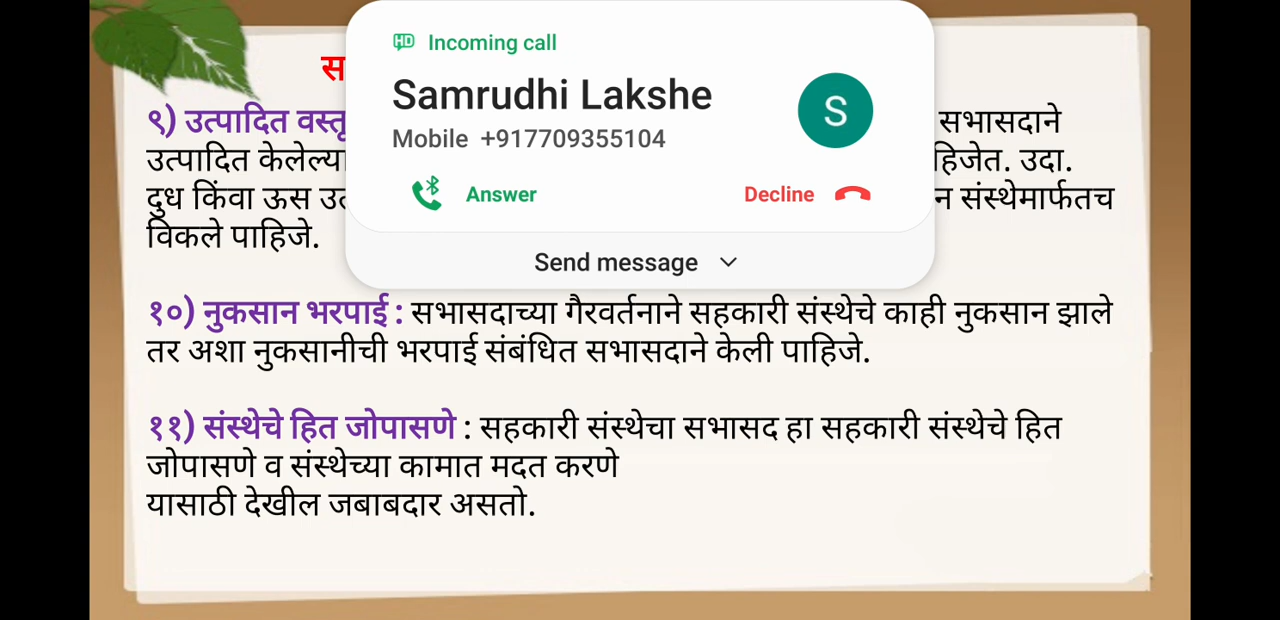 Incoming call
Samrudhi Lakshe
Mobile +917709355104
S
Answer
Decline
Send message
स
९) उत्पादित वस्तू सभासदाने
उत्पादित केलेल्या
उदा.
दुध किंवा ऊस संस्थेमार्फतच
विकले पाहिजे.
१०) नुकसान भरपाई : सभासदाच्या गैरवर्तनाने सहकारी संस्थेचे काही नुकसान झाले
तर अशा नुकसानीची भरपाई संबंधित सभासदाने केली पाहिजे.
११) संस्थेचे हित जोपासणे : सहकारी संस्थेचा सभासद हा सहकारी संस्थेचे हित
जोपासणे व संस्थेच्या कामात मदत करणे
यासाठी देखील जबाबदार असतो.